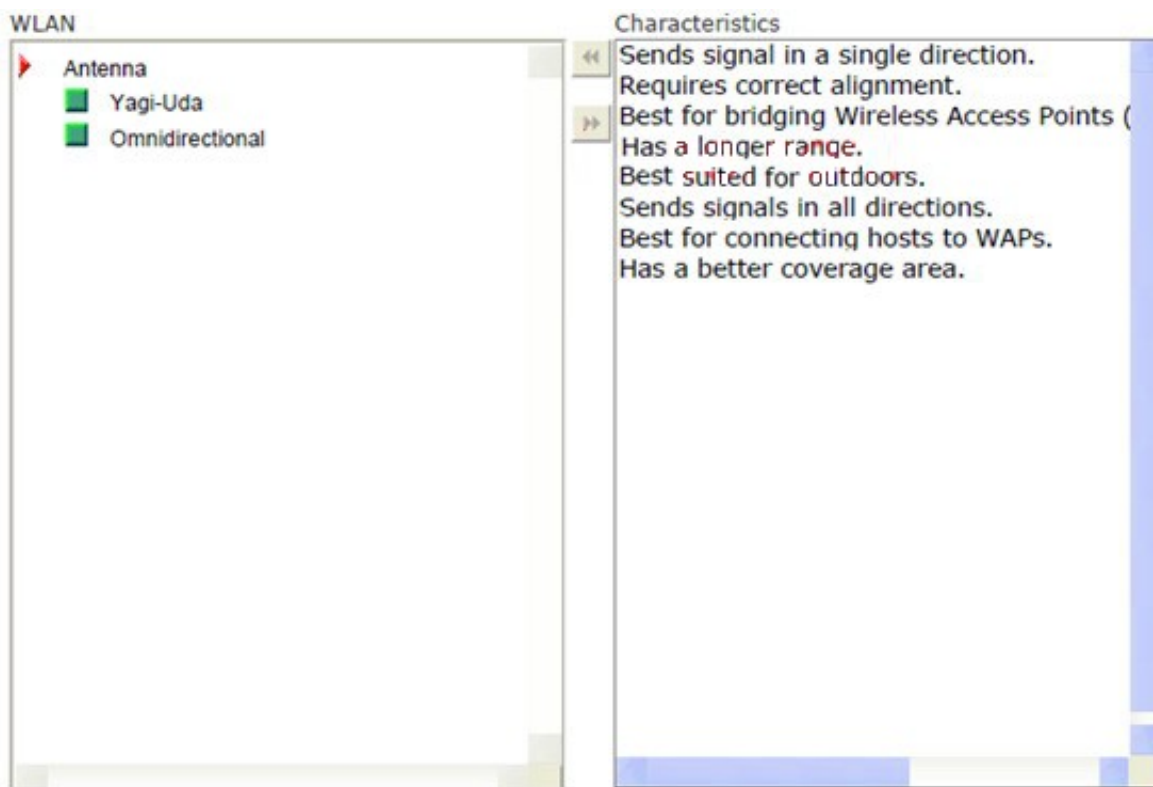 WLAN
Antenna
Yagi-Uda
Omnidirectional
Characteristics
Sends signal in a single direction.
Requires correct alignment.
Best for bridging Wireless Access Points (
Has a longer range.
Best suited for outdoors.
Sends signals in all directions.
Best for connecting hosts to WAPs.
Has a better coverage area.